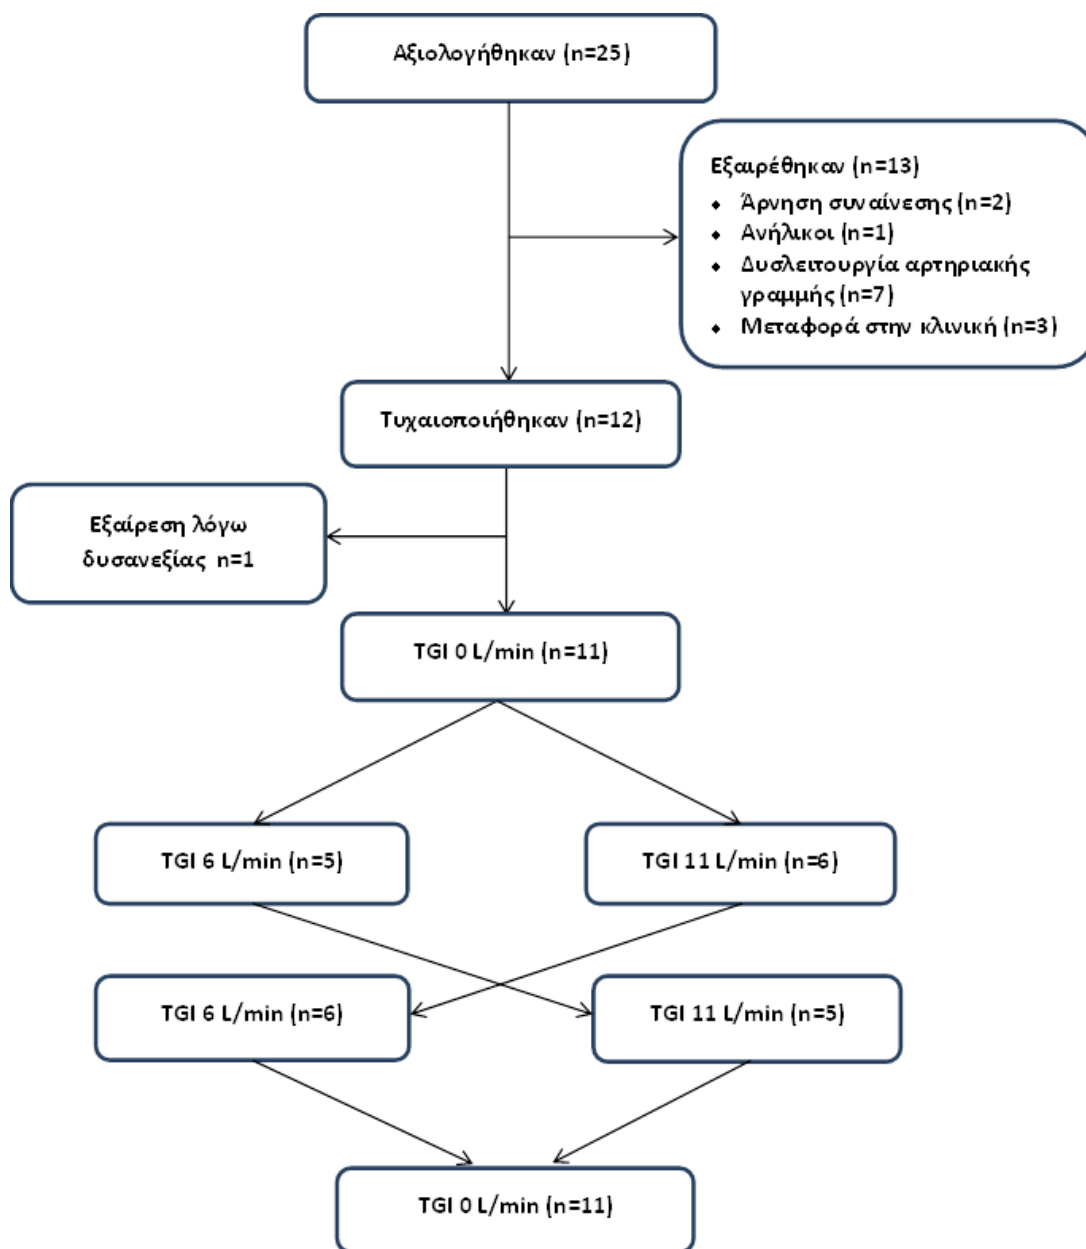 Αξιολογήθηκαν (n=25)
Εξαιρέθηκαν (n=13)
⬥ Άρνηση συναίνεσης (n=2)
⬥ Ανήλικοι (n=1)
⬥ Δυσλειτουργία αρτηριακής
γραμμής (n=7)
⬥ Μεταφορά στην κλινική (n=3)
Τυχαιοποιήθηκαν (n=12)
Εξαίρεση λόγω
δυσανεξίας n=1
TGI 0 L/min (n=11)
TGI 6 L/min (n=5)
TGI 11 L/min (n=6)
TGI 6 L/min (n=6)
TGI 11 L/min (n=5)
TGI 0 L/min (n=11)